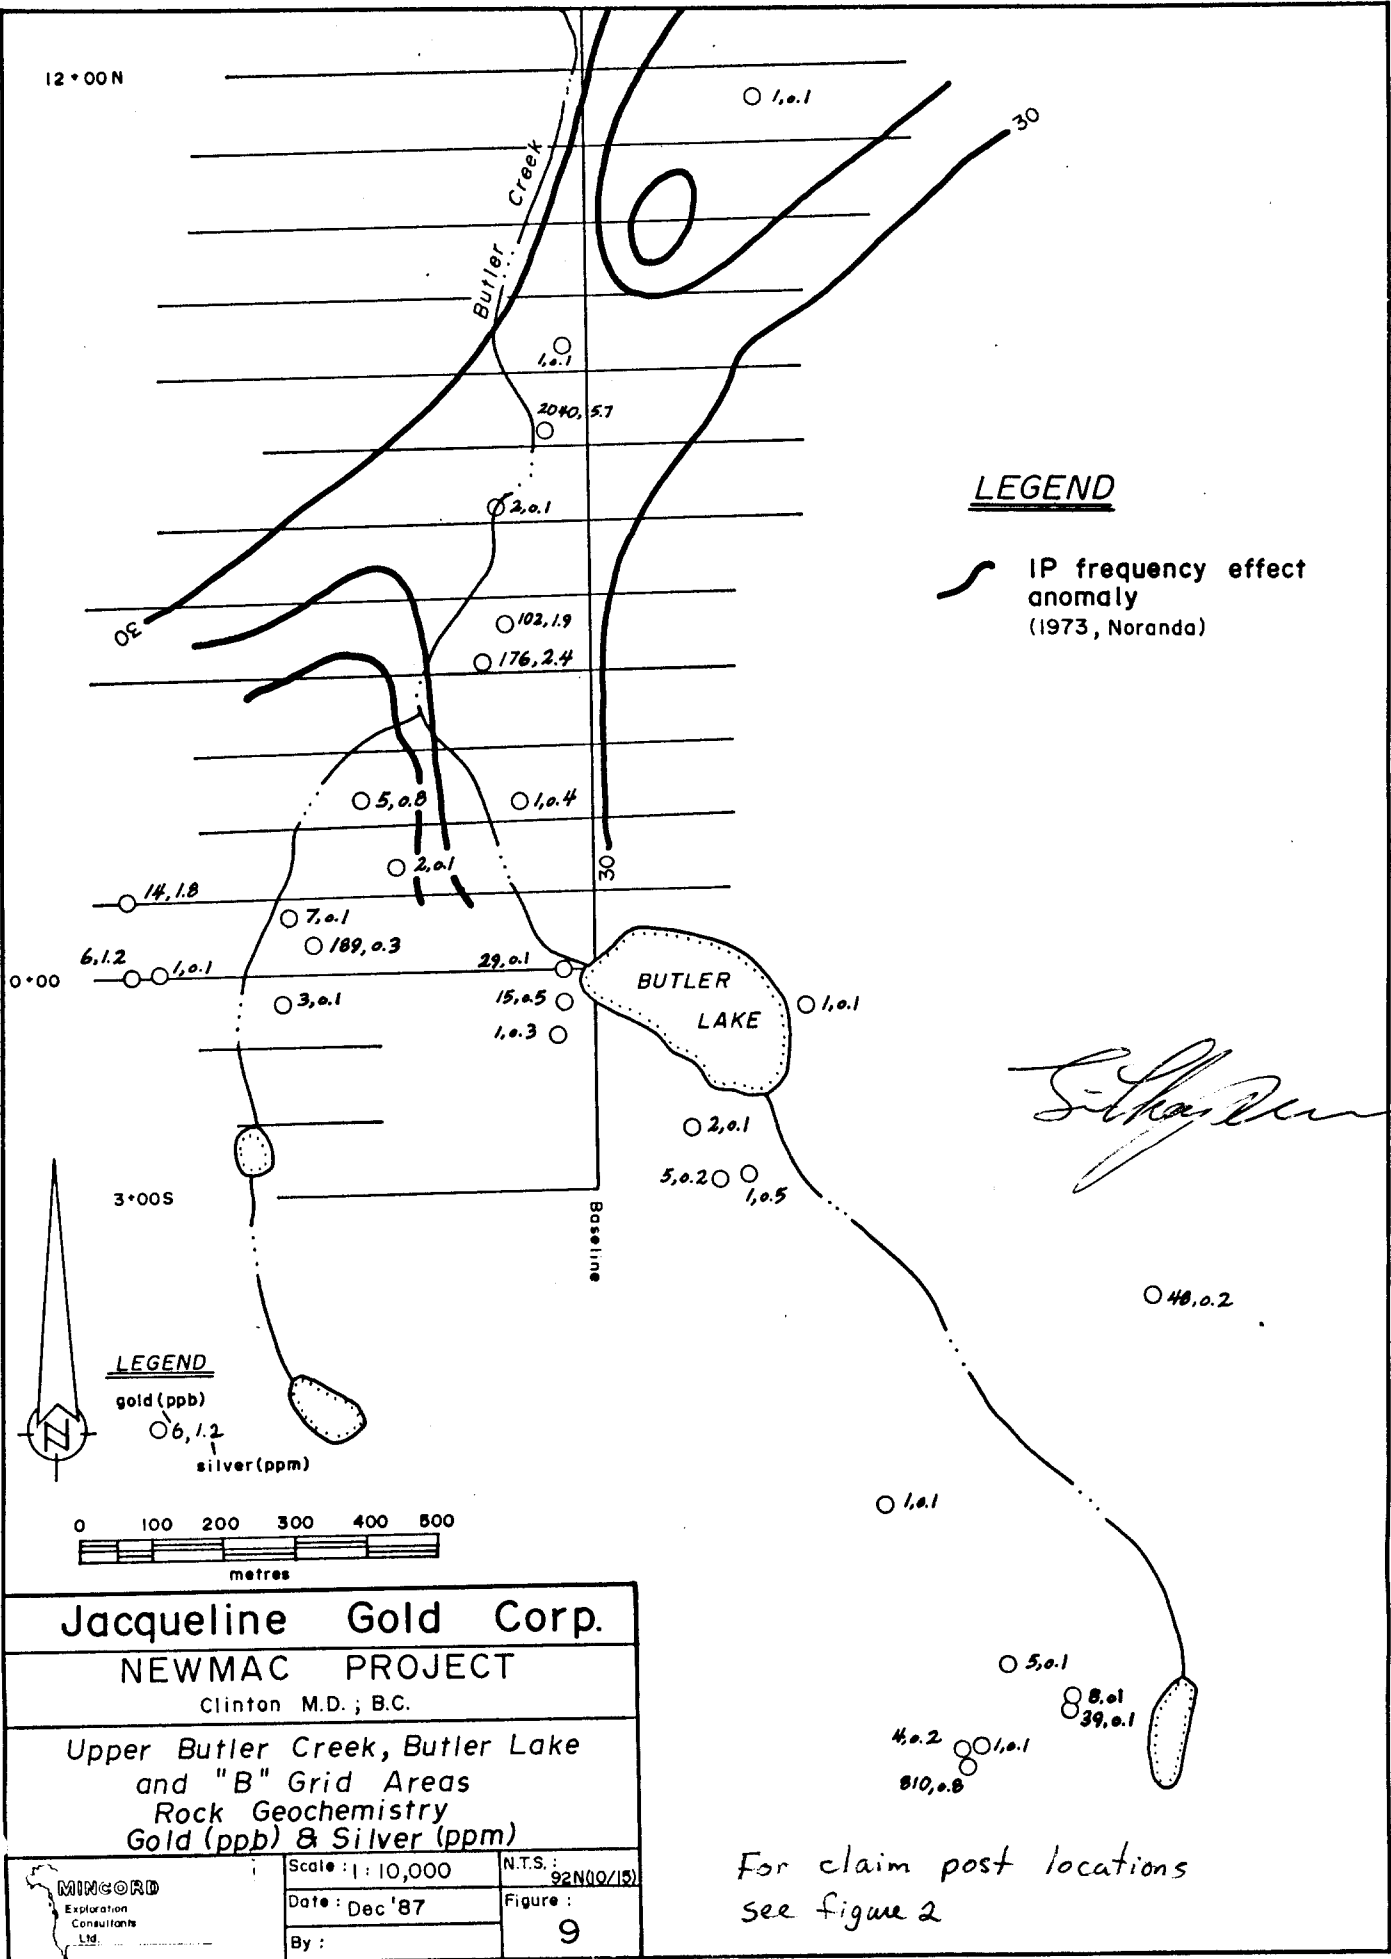 12+00N
1,0.1
30
Creek
Butler
1,0.1
2040, 5.7
LEGEND
2,0.1
IP frequency effect
anomaly
(1973, Noranda)
102,1.9
30
176,2.4
5,0.8
1,0.4
2,0.1
30
14,1.8
7,0.1
189,0.3
6,1.2
1,0.1
29,0.1
0+00
BUTLER
LAKE
3,0.1
15,0.5
1,0.1
1,0.3
2,0.1
5,0.2
1,0.5
3+00S
Baseline
48,0.2
LEGEND
gold(ppb)
6,1.2
silver(ppm)
N
1,0.1
0 100 200 300 400 500
metres
Jacqueline Gold Corp.
NEWMAC PROJECT
Clinton M.D.; B.C.
5,0.1
8,01
39,0.1
4,0.2
1,0.1
810,0.8
Upper Butler Creek, Butler Lake
and "B" Grid Areas
Rock Geochemistry
Gold (ppb) & Silver (ppm)
MINCORD
Exploration
Consultants
Ltd.
Scale: 1:10,000
N.T.S.:
92N(10/15)
Date: Dec '87
Figure:
9
By:
For claim post locations
see figure 2